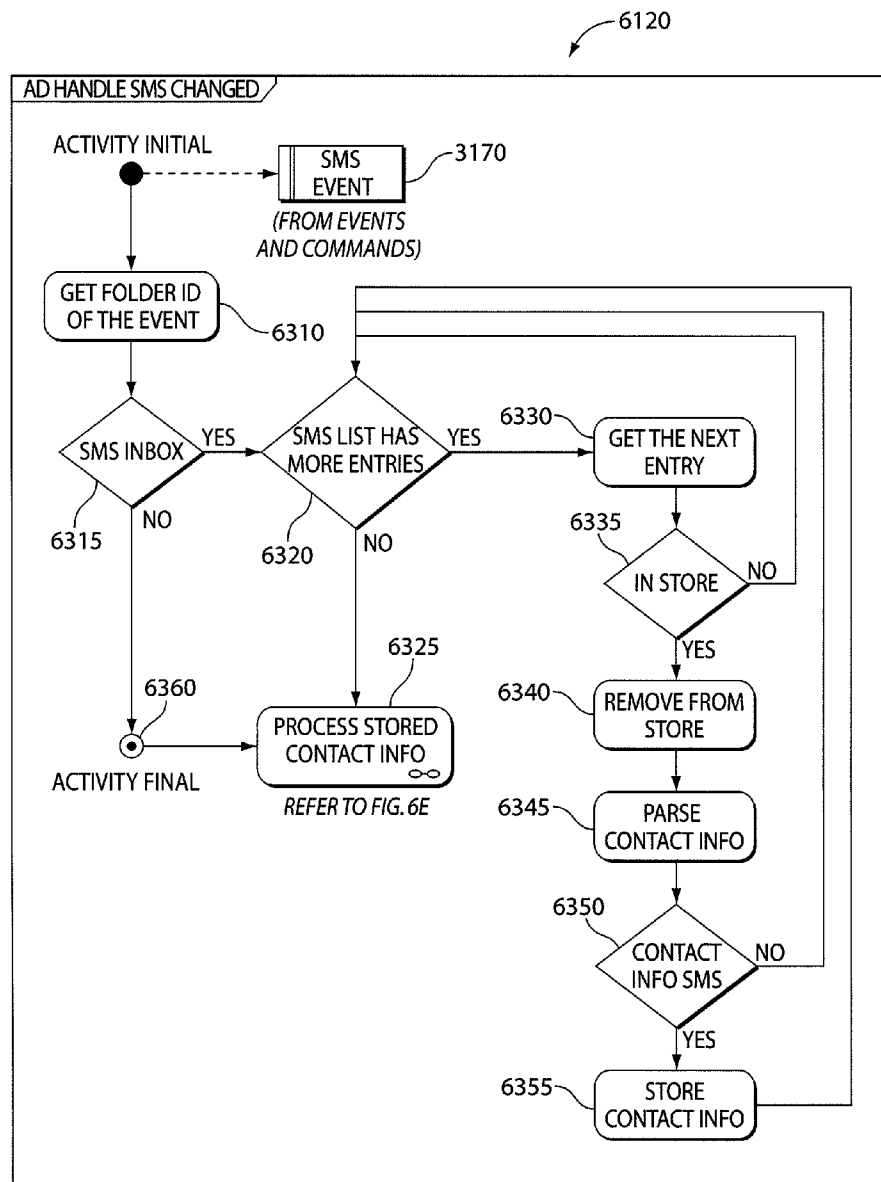 6120
AD HANDLE SMS CHANGED
ACTIVITY INITIAL
SMS
EVENT
3170
(FROM EVENTS
AND COMMANDS)
GET FOLDER ID
OF THE EVENT
6310
SMS INBOX
YES
NO
6315
SMS LIST HAS
MORE ENTRIES
YES
NO
6320
6330
GET THE NEXT
ENTRY
6335
IN STORE
NO
YES
6340
REMOVE FROM
STORE
6325
PROCESS STORED
CONTACT INFO
REFER TO FIG. 6E
6360
ACTIVITY FINAL
6345
PARSE
CONTACT INFO
6350
CONTACT
INFO SMS
NO
YES
6355
STORE
CONTACT INFO